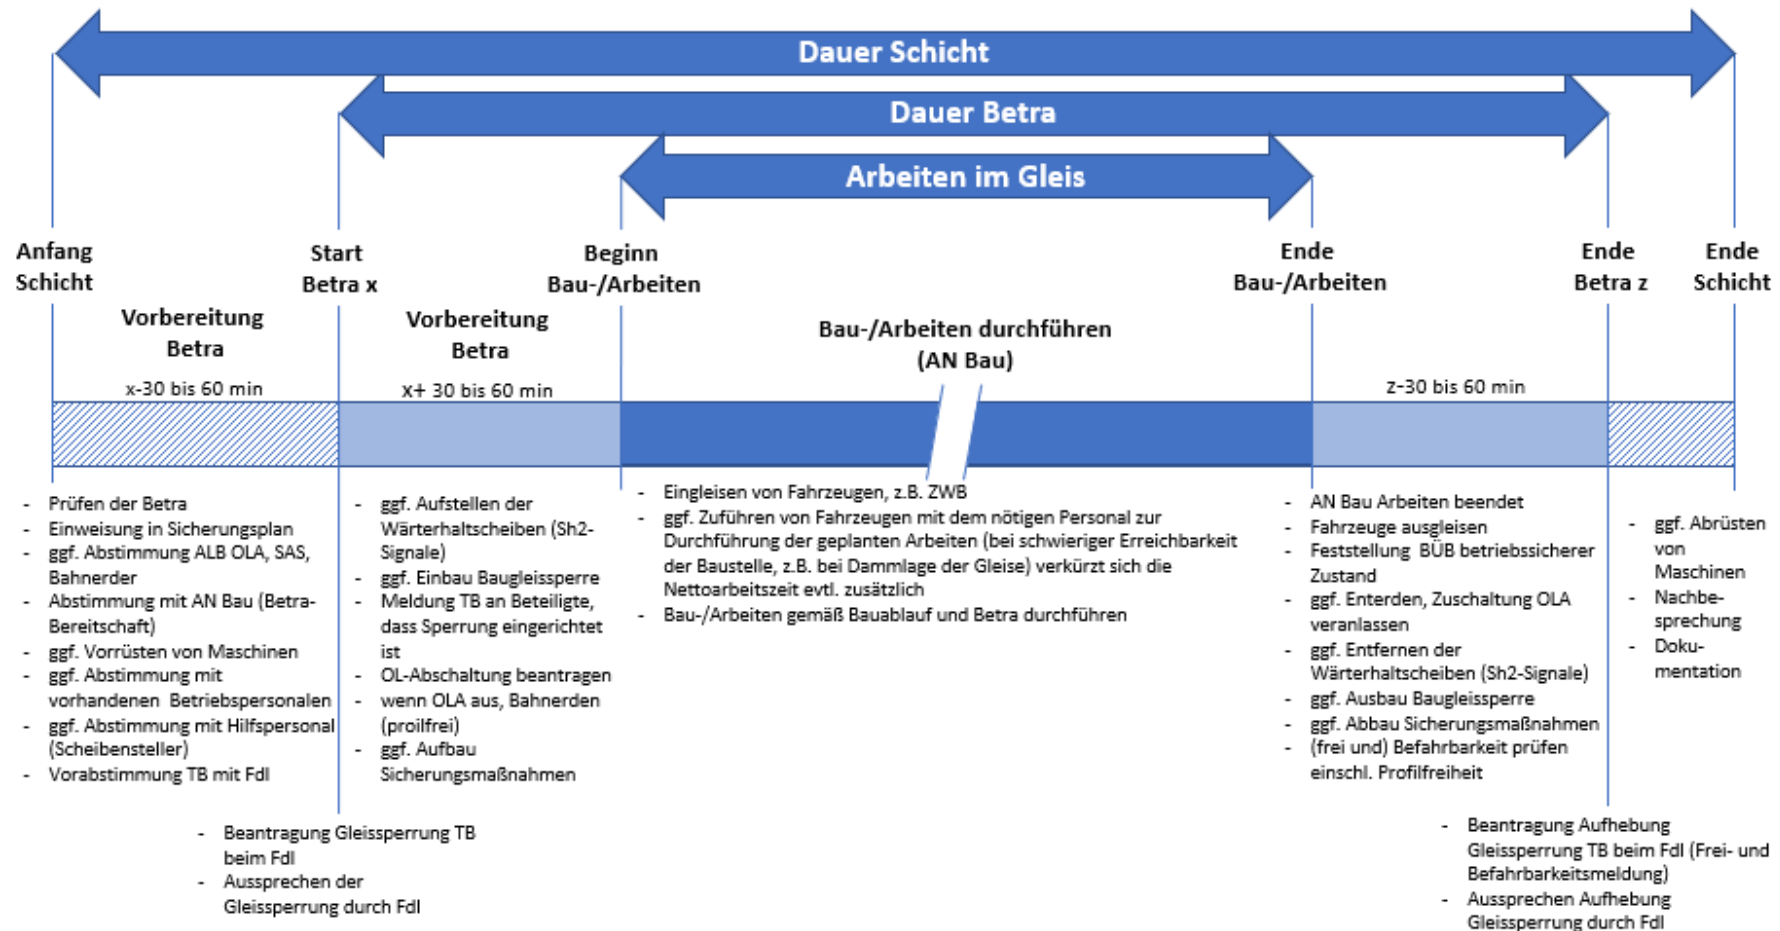 Dauer Schicht
Dauer Betra
Arbeiten im Gleis
Anfang
Schicht
Start
Betra x
Beginn
Bau-/Arbeiten
Ende
Bau-/Arbeiten
Ende
Betra z
Ende
Schicht
Vorbereitung
Betra
x-30 bis 60 min
Vorbereitung
Betra
x+ 30 bis 60 min
Bau-/Arbeiten durchführen
(AN Bau)
z-30 bis 60 min
- Prüfen der Betra
- Einweisung in Sicherungsplan
- ggf. Abstimmung ALB OLA, SAS,
Bahnerder
- Abstimmung mit AN Bau (Betra-
Bereitschaft)
- ggf. Vorrüsten von Maschinen
- ggf. Abstimmung mit
vorhandenen Betriebspersonalen
- ggf. Abstimmung mit Hilfspersonal
(Scheibensteller)
- Vorabstimmung TB mit Fdl
- Beantragung Gleissperrung TB
beim Fdl
- Aussprechen der
Gleissperrung durch Fdl
- ggf. Aufstellen der
Wärterhaltscheiben (Sh2-
Signale)
- ggf. Einbau Baugleissperre
- Meldung TB an Beteiligte,
dass Sperrung eingerichtet
ist
- OL-Abschaltung beantragen
- wenn OLA aus, Bahnerden
(proilfrei)
- ggf. Aufbau
Sicherungsmaßnahmen
- Eingleisen von Fahrzeugen, z.B. ZWB
- ggf. Zuführen von Fahrzeugen mit dem nötigen Personal zur
Durchführung der geplanten Arbeiten (bei schwieriger Erreichbarkeit
der Baustelle, z.B. bei Dammlage der Gleise) verkürzt sich die
Nettoarbeitszeit evtl. zusätzlich
- Bau-/Arbeiten gemäß Bauablauf und Betra durchführen
- AN Bau Arbeiten beendet
- Fahrzeuge ausgleisen
- Feststellung BÜB betriebssicherer
Zustand
- ggf. Enterden, Zuschaltung OLA
veranlassen
- ggf. Entfernen der
Wärterhaltscheiben (Sh2-Signale)
- ggf. Ausbau Baugleissperre
- ggf. Abbau Sicherungsmaßnahmen
- (frei und) Befahrbarkeit prüfen
einschl. Profilfreiheit
- Beantragung Aufhebung
Gleissperrung TB beim Fdl (Frei- und
Befahrbarkeitsmeldung)
- Aussprechen Aufhebung
Gleissperrung durch Fdl
- ggf. Abrüsten
von
Maschinen
- Nachbe-
sprechung
- Doku-
mentation